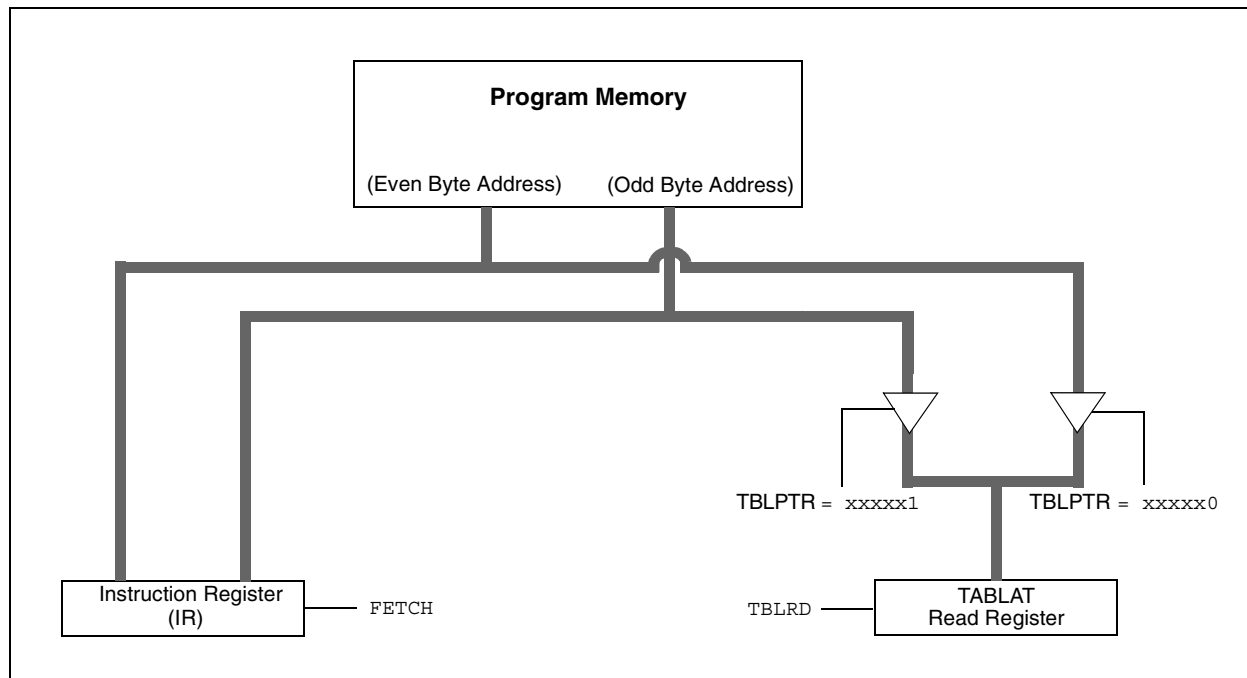 Program Memory
(Even Byte Address) (Odd Byte Address)
TBLPTR = xxxxx1 TBLPTR = xxxxx0
Instruction Register
(IR)
FETCH
TBLRD
TABLAT
Read Register